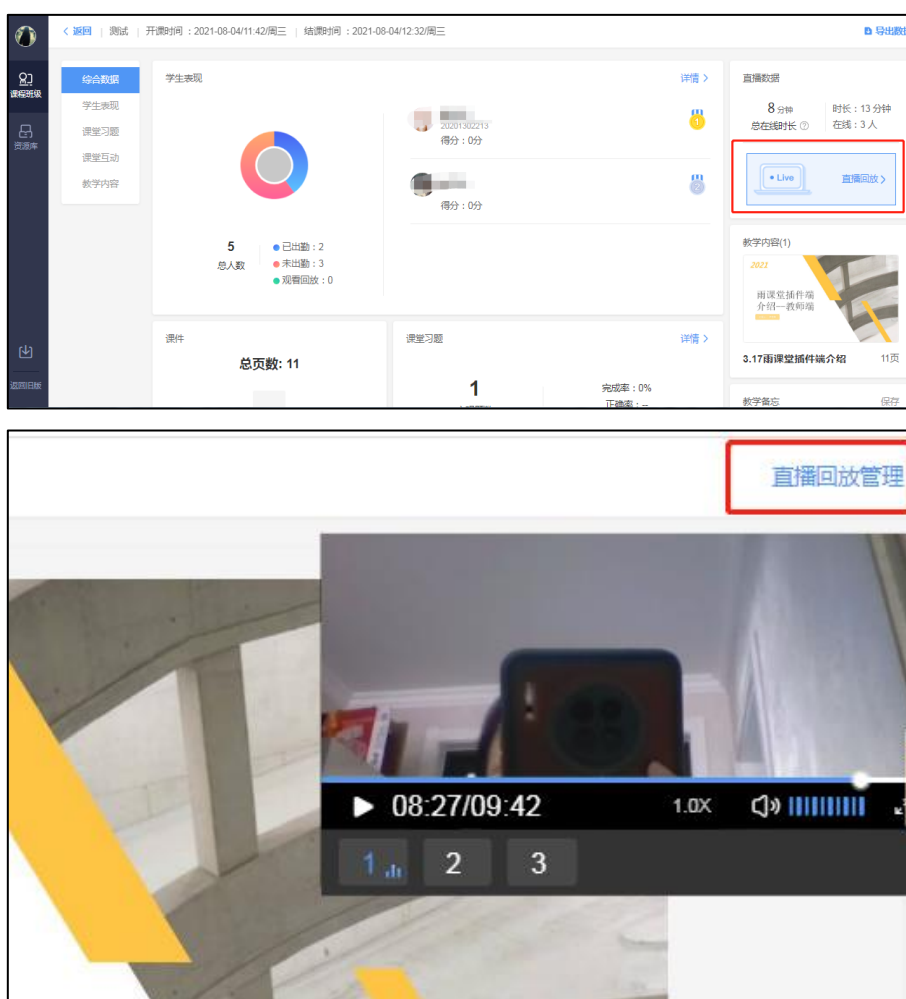 < 返回 | 测试 | 开课时间 ：2021-08-04/11:42/周三 | 结课时间 ：2021-08-04/12:32/周三
导出数据
课程班级
资源库
返回旧版
综合数据
学生表现
课堂习题
课堂互动
教学内容
学生表现
详情 >
20201302213
得分：0分
得分：0分
5
总人数
已出勤：2
未出勤：3
观看回放：0
课件
总页数: 11
课堂习题
详情 >
1
完成率：0%
正确率：--
直播数据
8 分钟
总在线时长
时长：13 分钟
在线：3 人
• Live
直播回放 >
教学内容(1)
2021
雨课堂插件端
介绍—教师端
3.17雨课堂插件端介绍
11页
教学备忘
保存
直播回放管理
08:27/09:42
1.0X
1
2
3